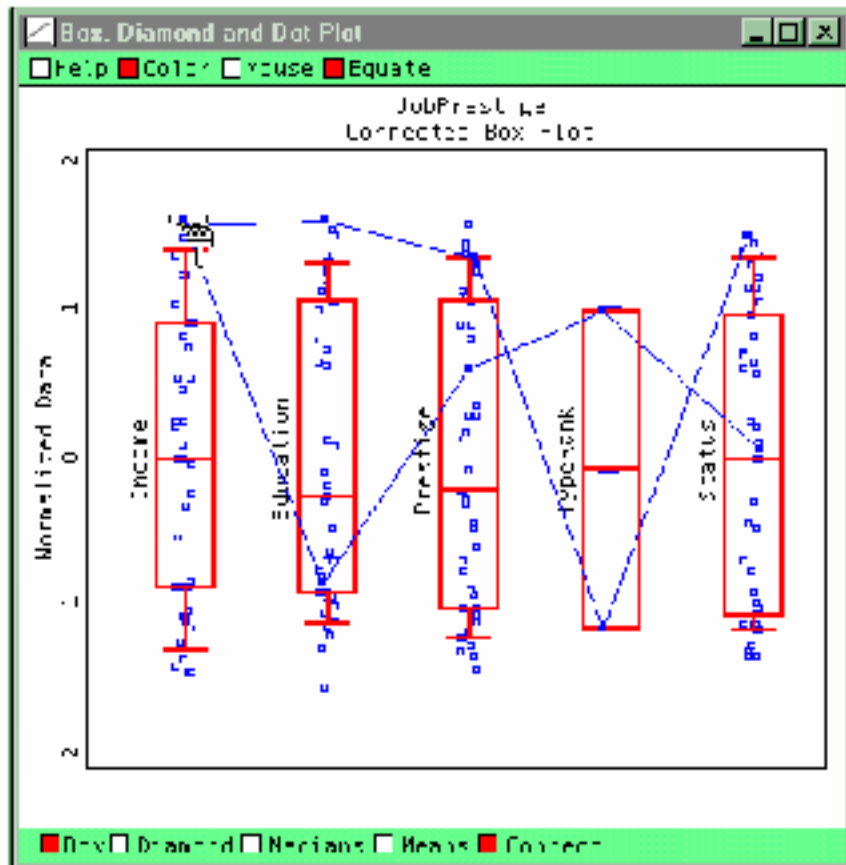 Box, Diamond and Dot Plot
Help Color Mouse Equate
JobPrestige
Connected Box Plot
2
1
0
-1
-2
Normalized Data
Income
Education
Prestige
Typerank
Status
Box Diamond Medians Means Connect